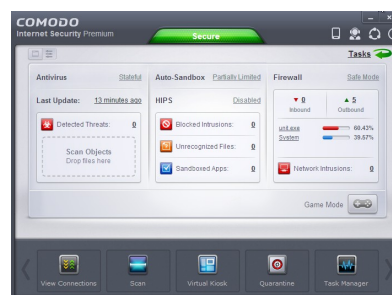 COMODO
Internet Security Premium
Secure
Tasks
Antivirus Stateful
Last Update: 13 minutes ago
Detected Threats: 0
Scan Objects
Drop files here
Auto-Sandbox Partially Limited
HIPS Disabled
Blocked Intrusions: 0
Unrecognized Files: 0
Sandboxed Apps: 0
Firewall Safe Mode
0 Inbound
5 Outbound
60.43%
System 39.57%
Network Intrusions: 0
Game Mode
View Connections
Scan
Virtual Kiosk
Quarantine
Task Manager